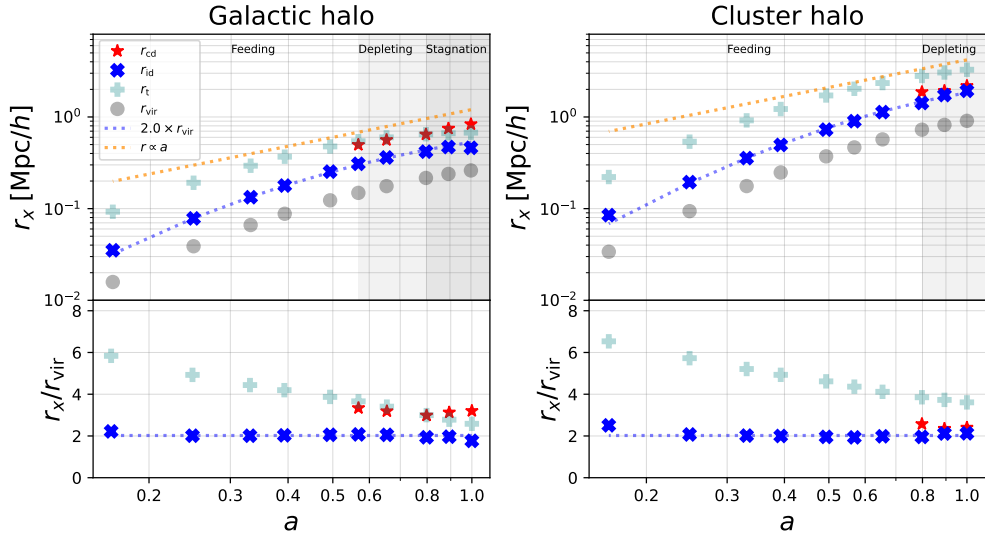 Galactic halo
Cluster halo
Feeding
Depleting
Stagnation
Feeding
Depleting
r_cd
r_id
r_t
r_vir
2.0 × r_vir
r ∝ a
r_x [Mpc/h]
10^0
10^-1
10^-2
r_x [Mpc/h]
10^0
10^-1
10^-2
r_x/r_vir
8
6
4
2
0
r_x/r_vir
8
6
4
2
0
0.2 0.3 0.4 0.5 0.6 0.8 1.0
0.2 0.3 0.4 0.5 0.6 0.8 1.0
a
a